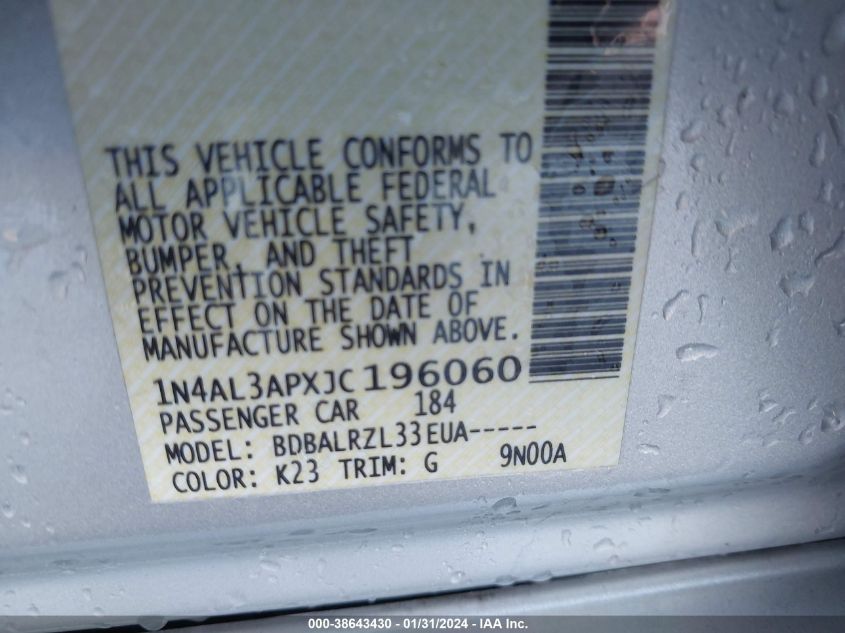 THIS VEHICLE CONFORMS TO
ALL APPLICABLE FEDERAL
MOTOR VEHICLE SAFETY,
BUMPER, AND THEFT
PREVENTION STANDARDS IN
EFFECT ON THE DATE OF
MANUFACTURE SHOWN ABOVE.
1N4AL3APXJC196060
PASSENGER CAR 184
MODEL: BDBALRZL33EUA-----
COLOR: K23 TRIM: G 9N00A
000-38643430 - 01/31/2024 - IAA Inc.